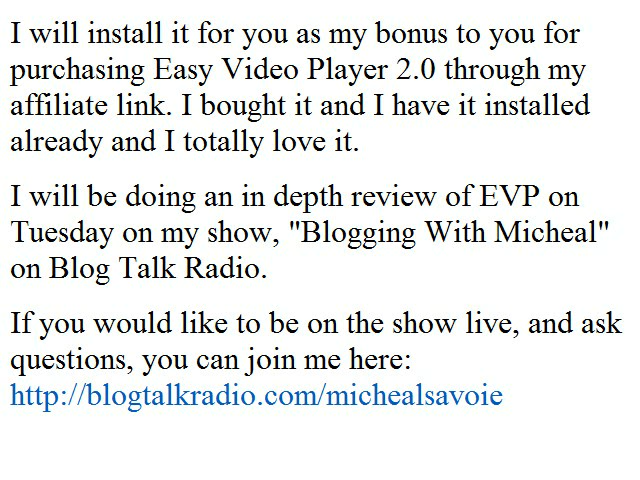 I will install it for you as my bonus to you for
purchasing Easy Video Player 2.0 through my
affiliate link. I bought it and I have it installed
already and I totally love it.
I will be doing an in depth review of EVP on
Tuesday on my show, "Blogging With Micheal"
on Blog Talk Radio.
If you would like to be on the show live, and ask
questions, you can join me here:
http://blogtalkradio.com/michealsavoie